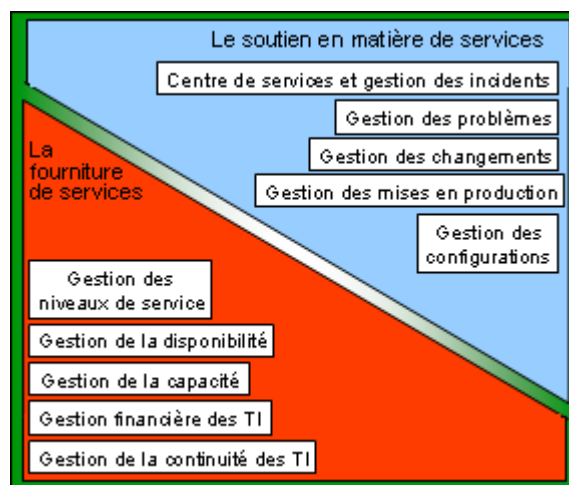 Le soutien en matière de services
Centre de services et gestion des incidents
Gestion des problèmes
Gestion des changements
Gestion des mises en production
Gestion des
configurations
La
fourniture
de services
Gestion des
niveaux de service
Gestion de la disponibilité
Gestion de la capacité
Gestion financière des TI
Gestion de la continuité des TI